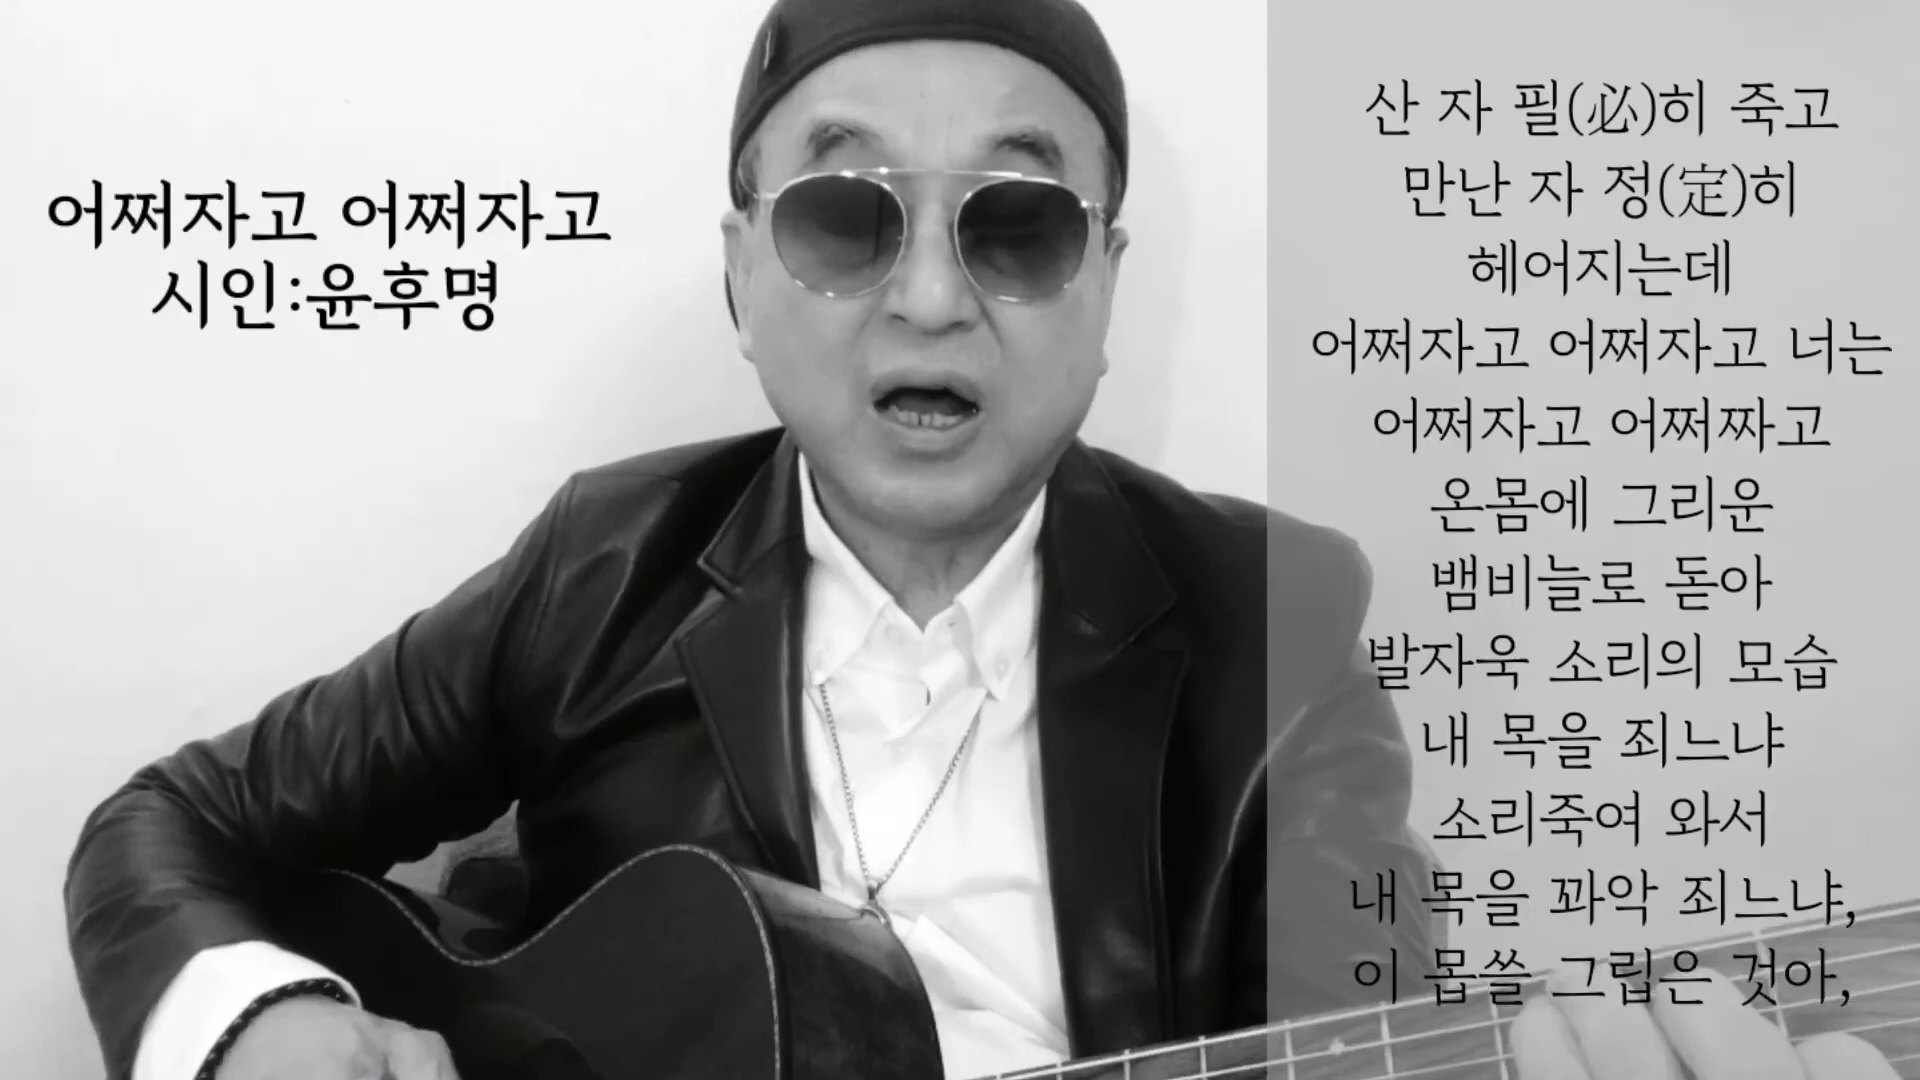 어쩌자고 어쩌자고
시인:윤후명
산 자 필(必)히 죽고
만난 자 정(定)히
헤어지는데
어쩌자고 어쩌자고 너는
어쩌자고 어쩌짜고
온몸에 그리운
뱀비늘로 돋아
발자욱 소리의 모습
내 목을 죄느냐
소리죽여 와서
내 목을 꽈악 죄느냐,
이 몹쓸 그립은 것아,